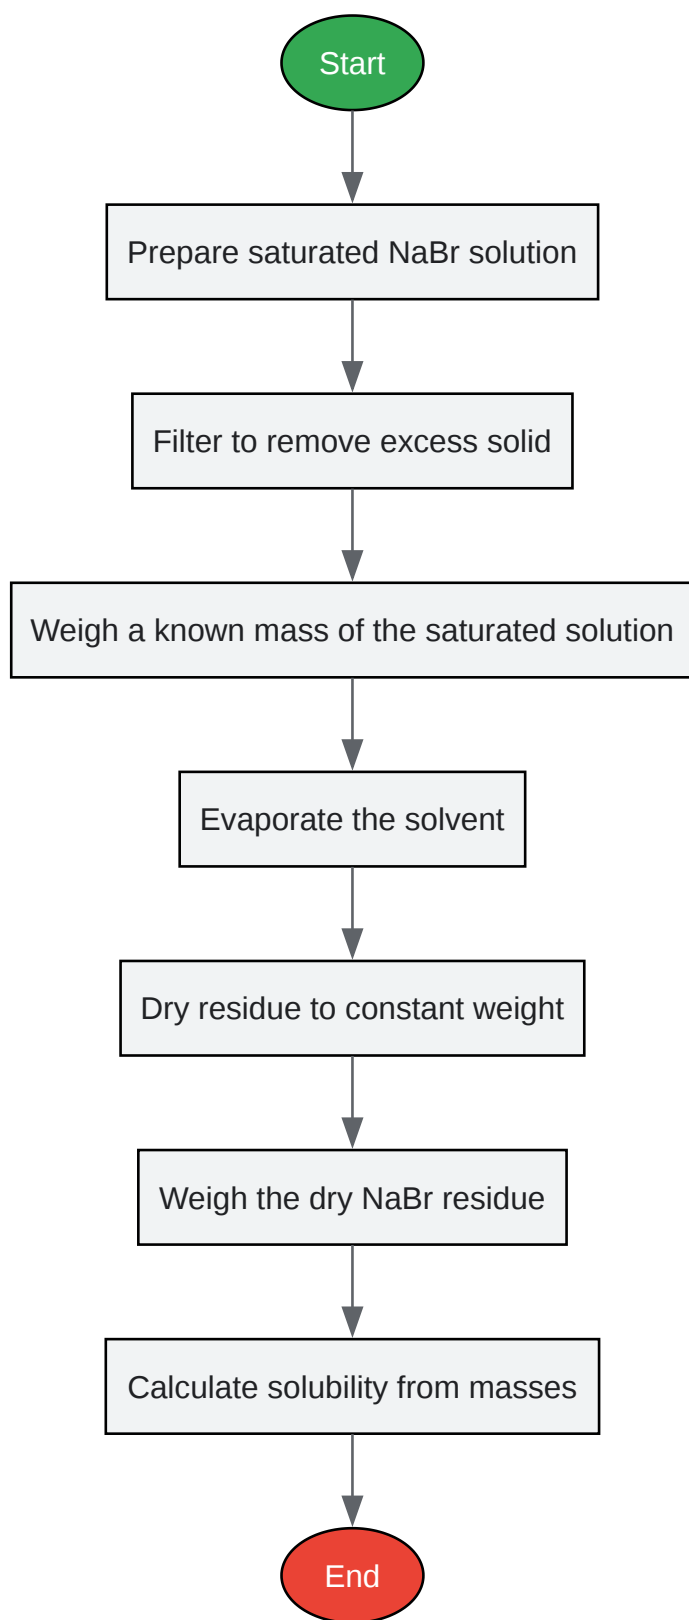 Start
Prepare saturated NaBr solution
Filter to remove excess solid
Weigh a known mass of the saturated solution
Evaporate the solvent
Dry residue to constant weight
Weigh the dry NaBr residue
Calculate solubility from masses
End